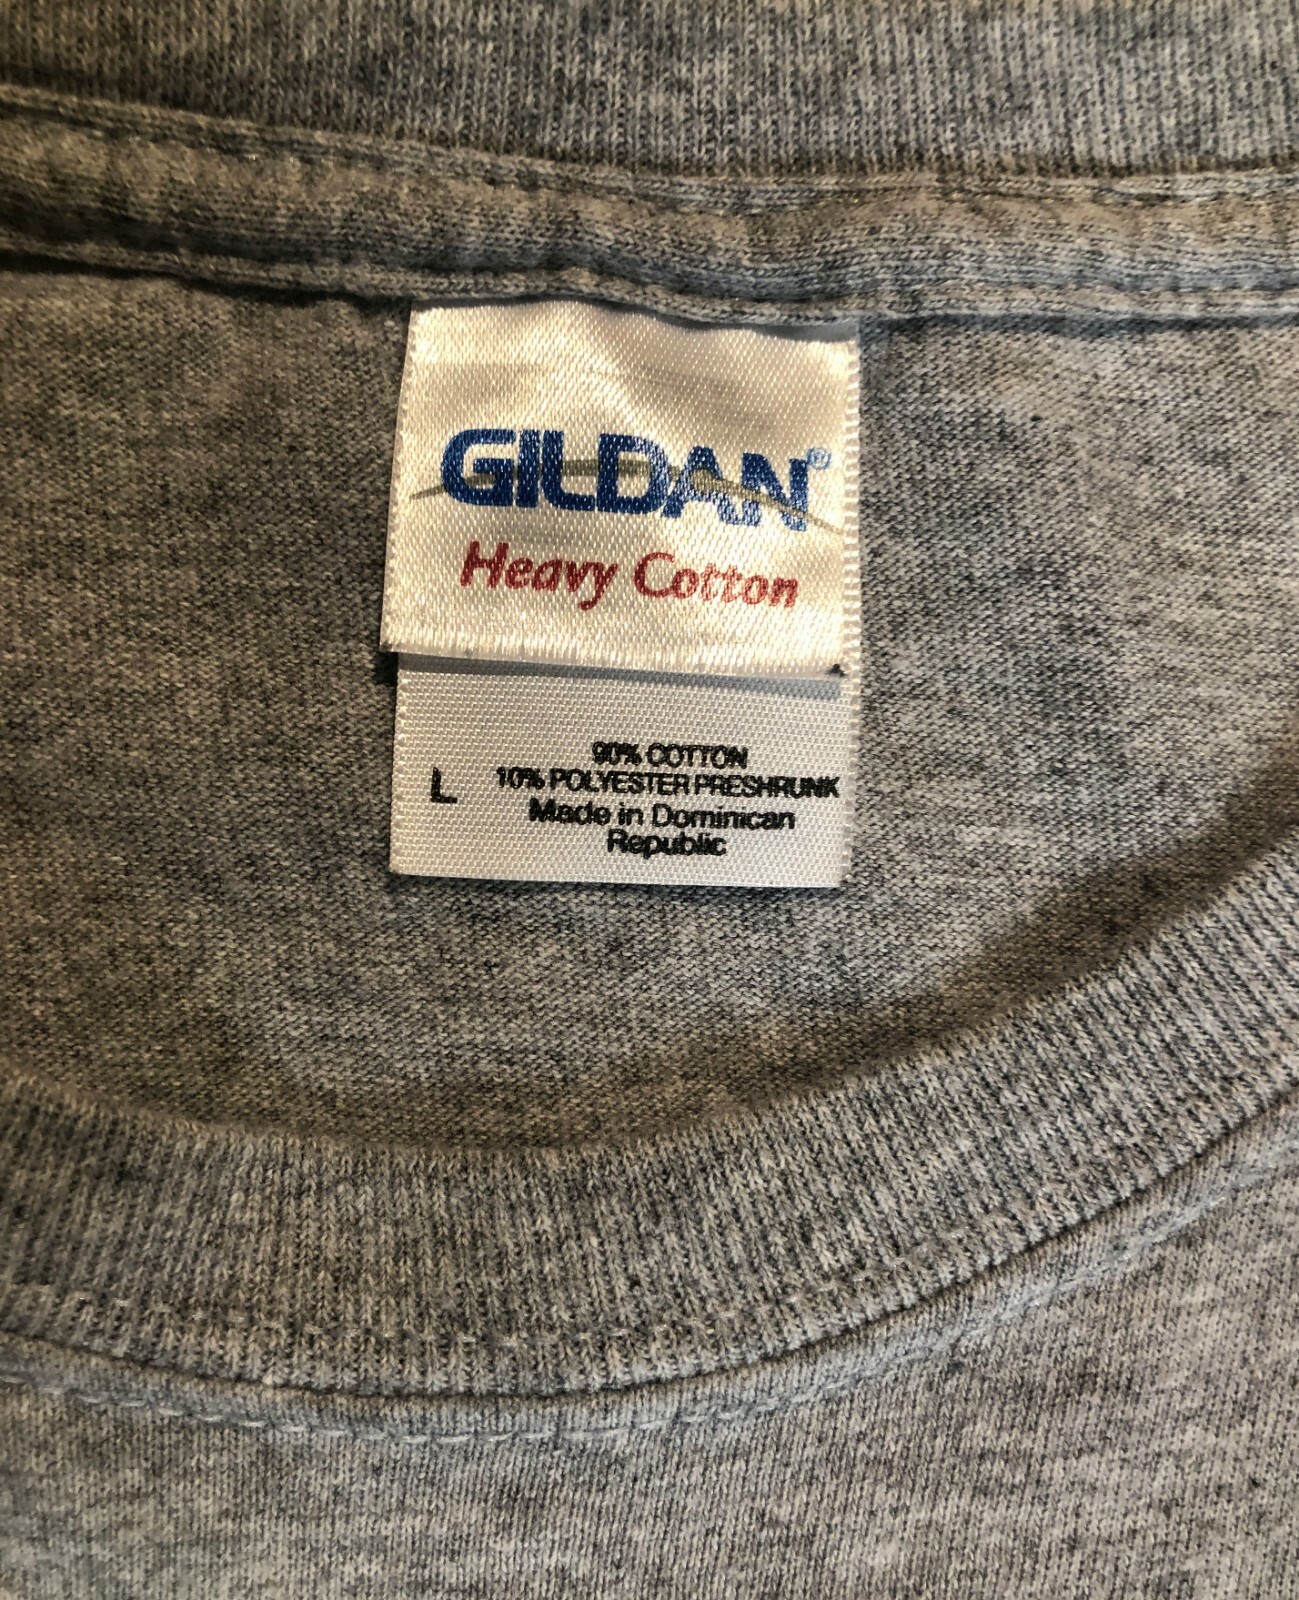 GILDAN®
Heavy Cotton
L
90% COTTON
10% POLYESTER PRESHRUNK
Made in Dominican
Republic